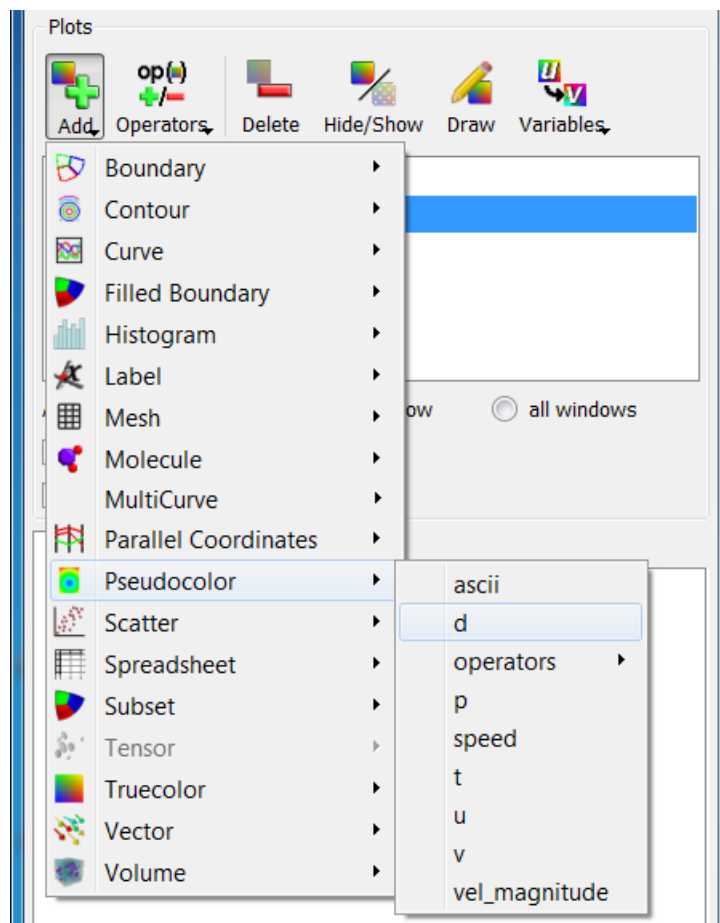 Plots
op(=) +/-
u v
Add Operators Delete Hide/Show Draw Variables
Boundary
Contour
Curve
Filled Boundary
Histogram
Label
ow all windows
Mesh
Molecule
MultiCurve
Parallel Coordinates
Pseudocolor
Scatter
Spreadsheet
Subset
Tensor
Truecolor
Vector
Volume
ascii
d
operators
p
speed
t
u
v
vel_magnitude